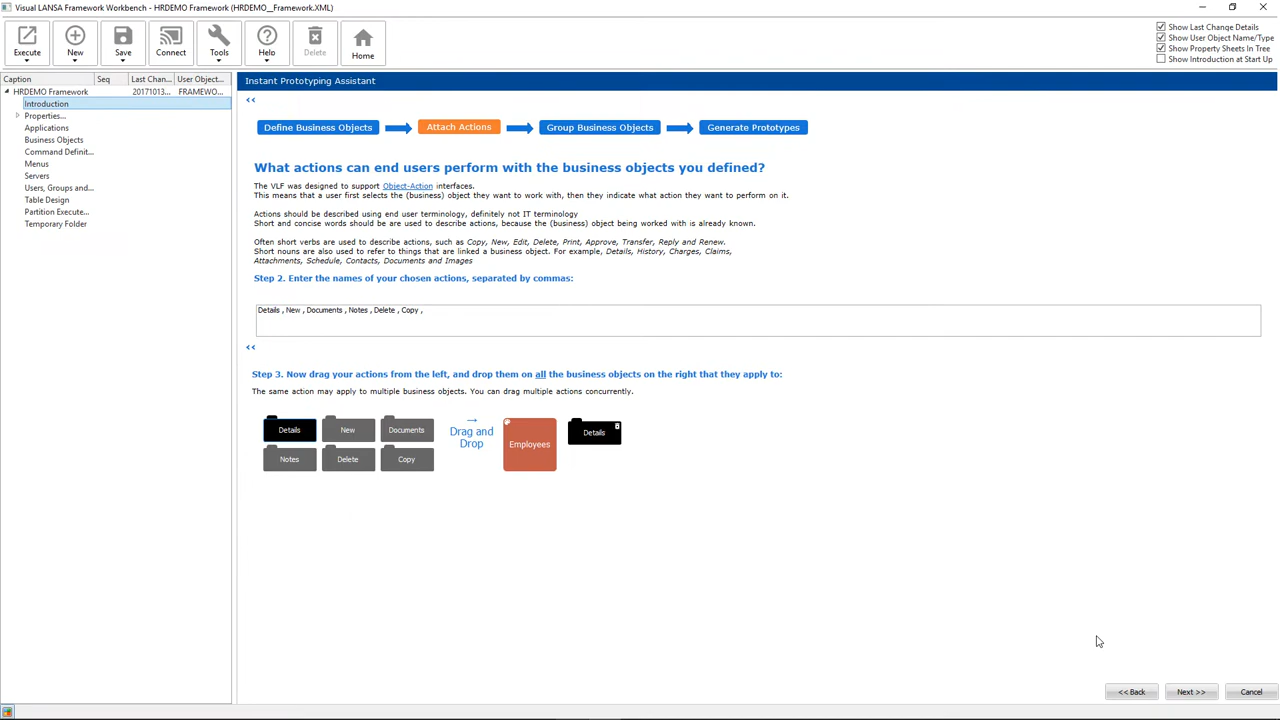 Visual LANSA Framework Workbench - HRDEMO Framework (HRDEMO__Framework.XML)
Execute
New
Save
Connect
Tools
Help
Delete
Home
Show Last Change Details
Show User Object Name/Type
Show Property Sheets In Tree
Show Introduction at Start Up
Caption Seq Last Chan... User Object...
HRDEMO Framework 20171013... FRAMEWO...
Introduction
Properties...
Applications
Business Objects
Command Definit...
Menus
Servers
Users, Groups and...
Table Design
Partition Execute...
Temporary Folder
Instant Prototyping Assistant
<<
Define Business Objects Attach Actions Group Business Objects Generate Prototypes
What actions can end users perform with the business objects you defined?
The VLF was designed to support Object-Action interfaces.
This means that a user first selects the (business) object they want to work with, then they indicate what action they want to perform on it.
Actions should be described using end user terminology, definitely not IT terminology
Short and concise words should be are used to describe actions, because the (business) object being worked with is already known.
Often short verbs are used to describe actions, such as Copy, New, Edit, Delete, Print, Approve, Transfer, Reply and Renew.
Short nouns are also used to refer to things that are linked a business object. For example, Details, History, Charges, Claims,
Attachments, Schedule, Contacts, Documents and Images
Step 2. Enter the names of your chosen actions, separated by commas:
Details , New , Documents , Notes , Delete , Copy ,
<<
Step 3. Now drag your actions from the left, and drop them on all the business objects on the right that they apply to:
The same action may apply to multiple business objects. You can drag multiple actions concurrently.
Details New Documents
Notes Delete Copy
→
Drag and
Drop
Employees
Details
<< Back Next >> Cancel